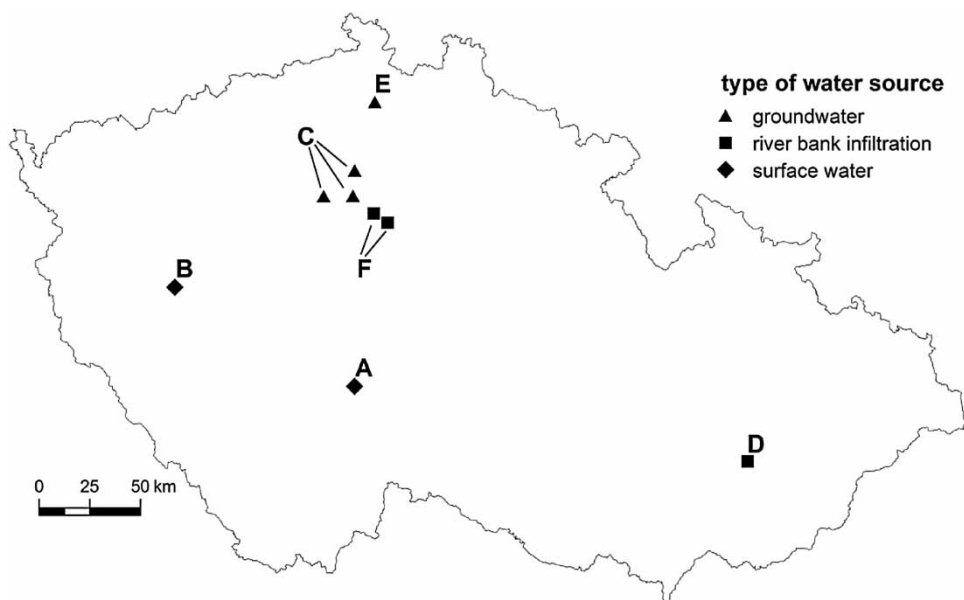 E
type of water source
groundwater
river bank infiltration
surface water
C
F
B
A
D
0 25 50 km